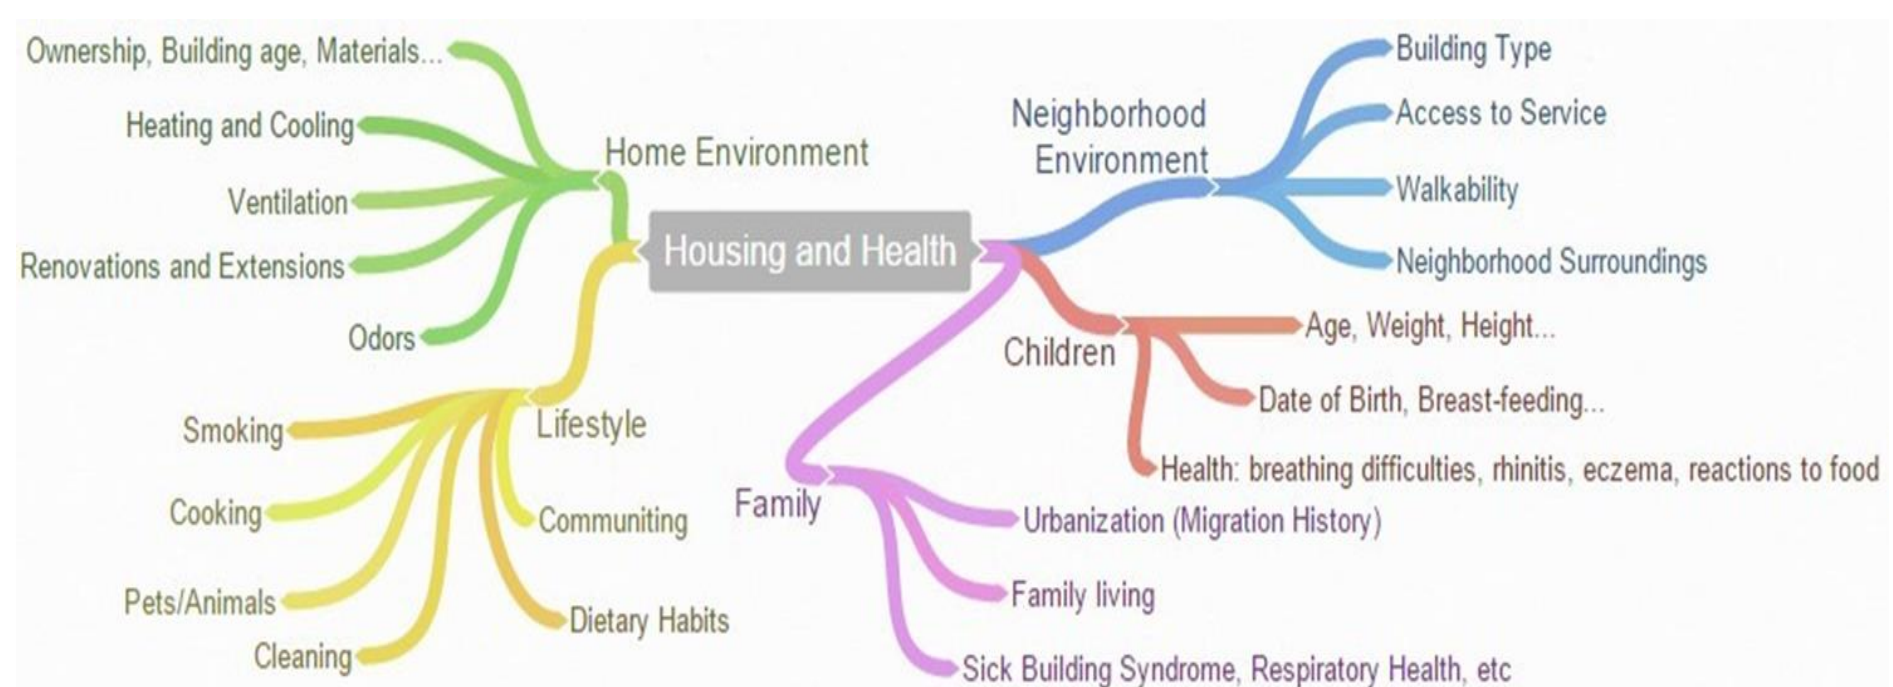 Housing and Health
Home Environment
Ownership, Building age, Materials...
Heating and Cooling
Ventilation
Renovations and Extensions
Odors
Lifestyle
Smoking
Cooking
Pets/Animals
Cleaning
Dietary Habits
Communiting
Neighborhood
Environment
Building Type
Access to Service
Walkability
Neighborhood Surroundings
Children
Age, Weight, Height...
Date of Birth, Breast-feeding...
Health: breathing difficulties, rhinitis, eczema, reactions to food
Family
Urbanization (Migration History)
Family living
Sick Building Syndrome, Respiratory Health, etc